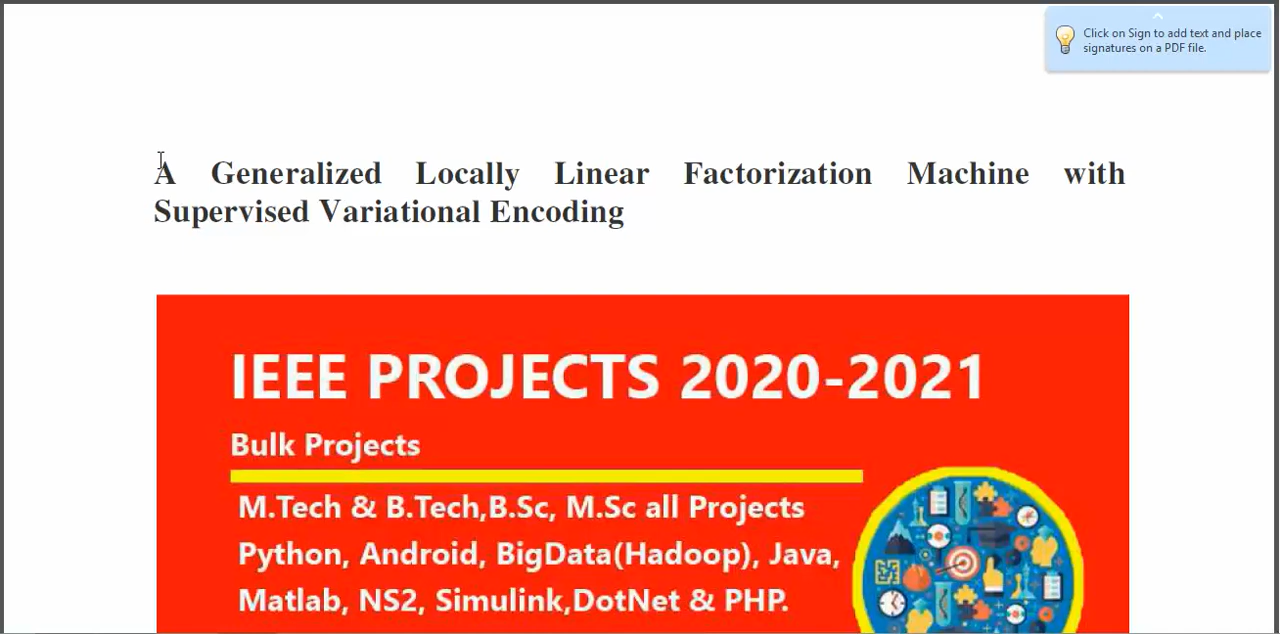 Click on Sign to add text and place
signatures on a PDF file.
A Generalized Locally Linear Factorization Machine with
Supervised Variational Encoding
IEEE PROJECTS 2020-2021
Bulk Projects
M.Tech & B.Tech,B.Sc, M.Sc all Projects
Python, Android, BigData(Hadoop), Java,
Matlab, NS2, Simulink,DotNet & PHP.